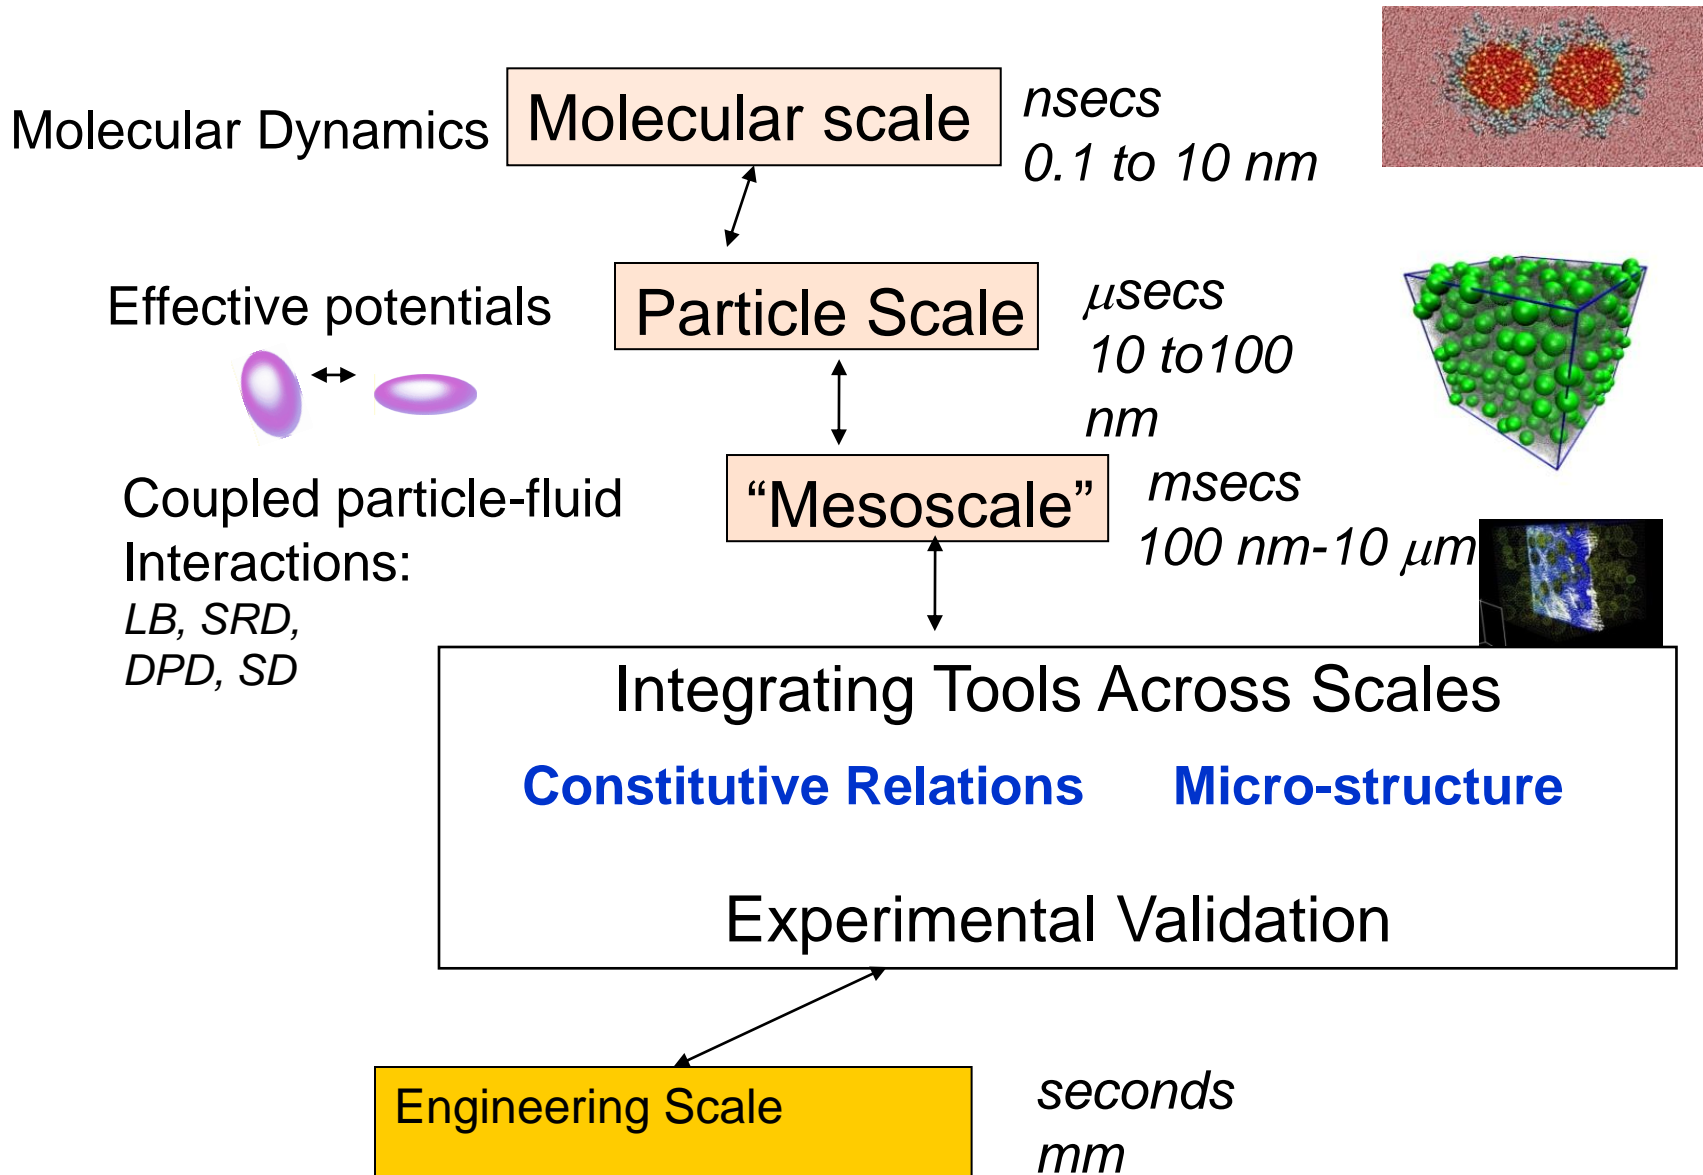 Molecular Dynamics
Molecular scale
nsecs
0.1 to 10 nm
Effective potentials
Particle Scale
μsecs
10 to100
nm
Coupled particle-fluid
Interactions:
LB, SRD,
DPD, SD
“Mesoscale”
msecs
100 nm-10 μm
Integrating Tools Across Scales
Constitutive Relations
Micro-structure
Experimental Validation
Engineering Scale
seconds
mm